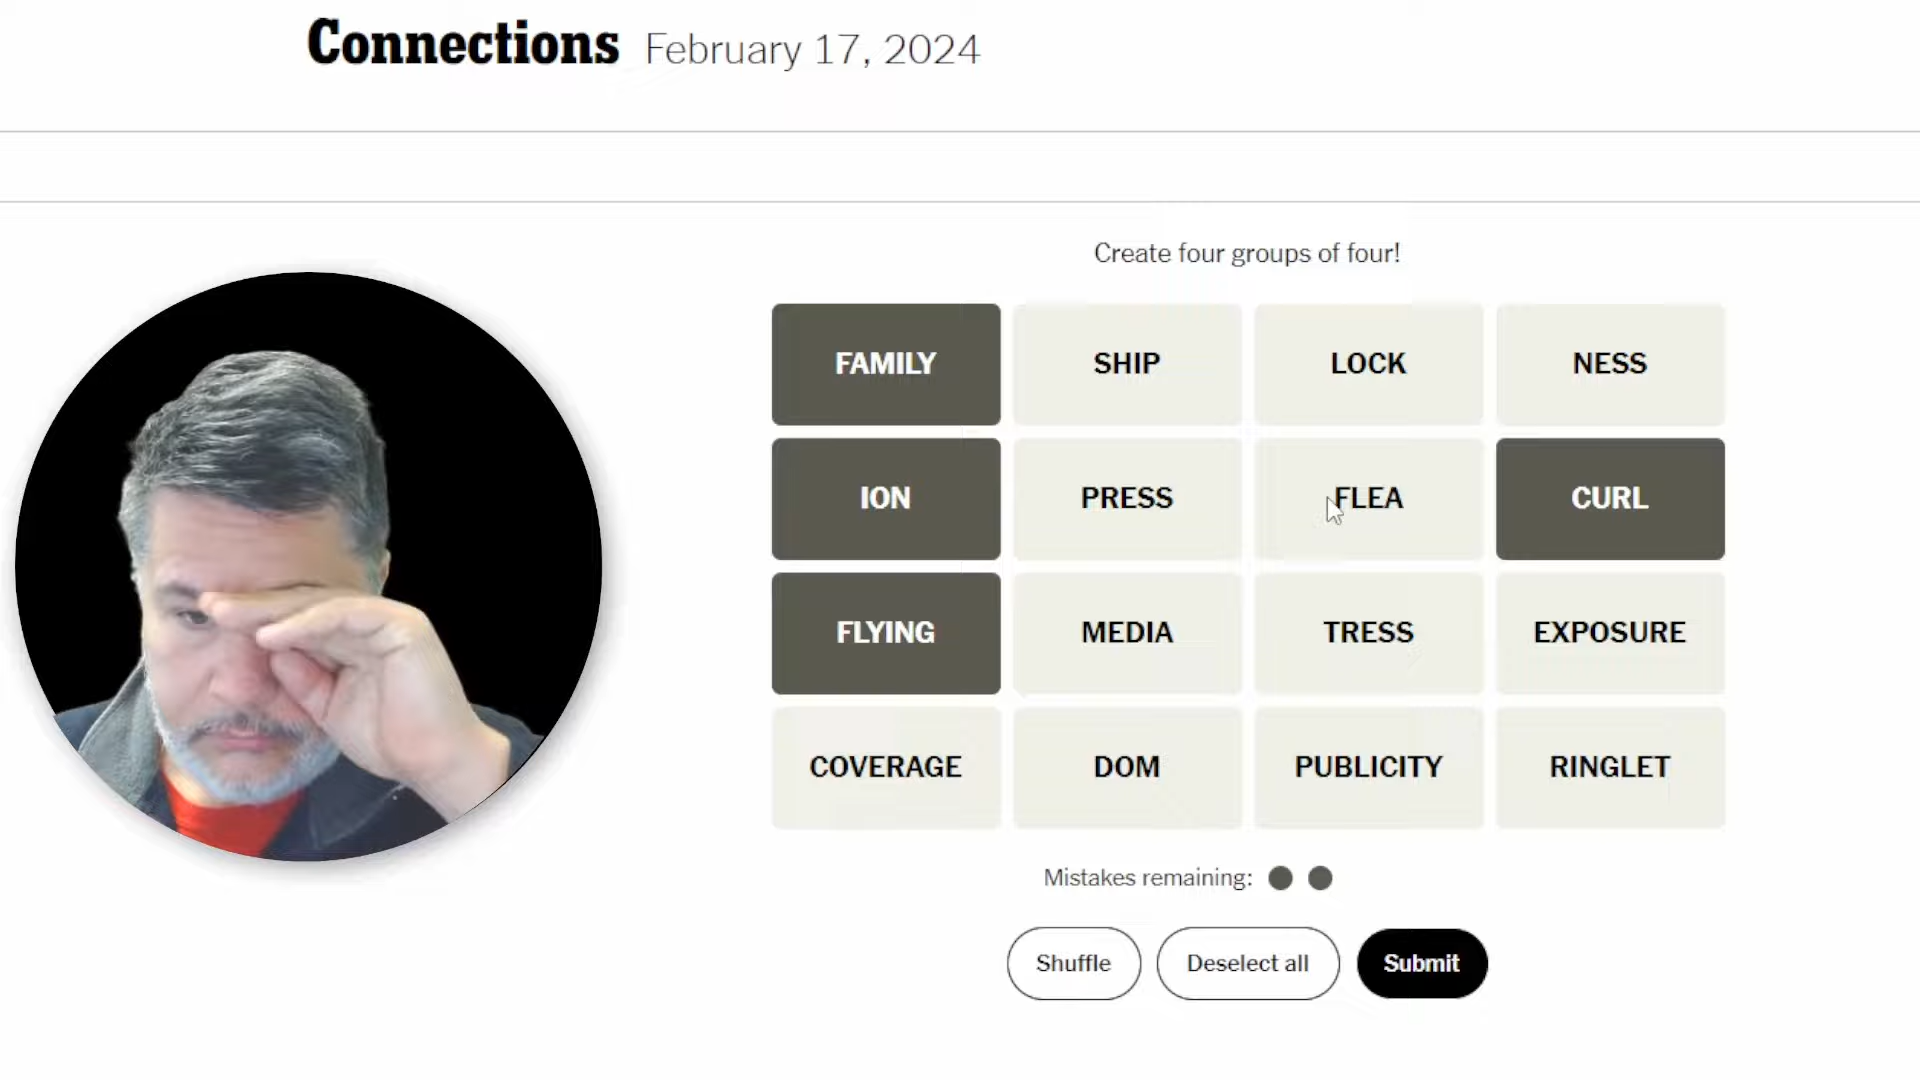 Connections February 17, 2024
Create four groups of four!
FAMILY SHIP LOCK NESS
ION PRESS FLEA CURL
FLYING MEDIA TRESS EXPOSURE
COVERAGE DOM PUBLICITY RINGLET
Mistakes remaining:
Shuffle Deselect all Submit